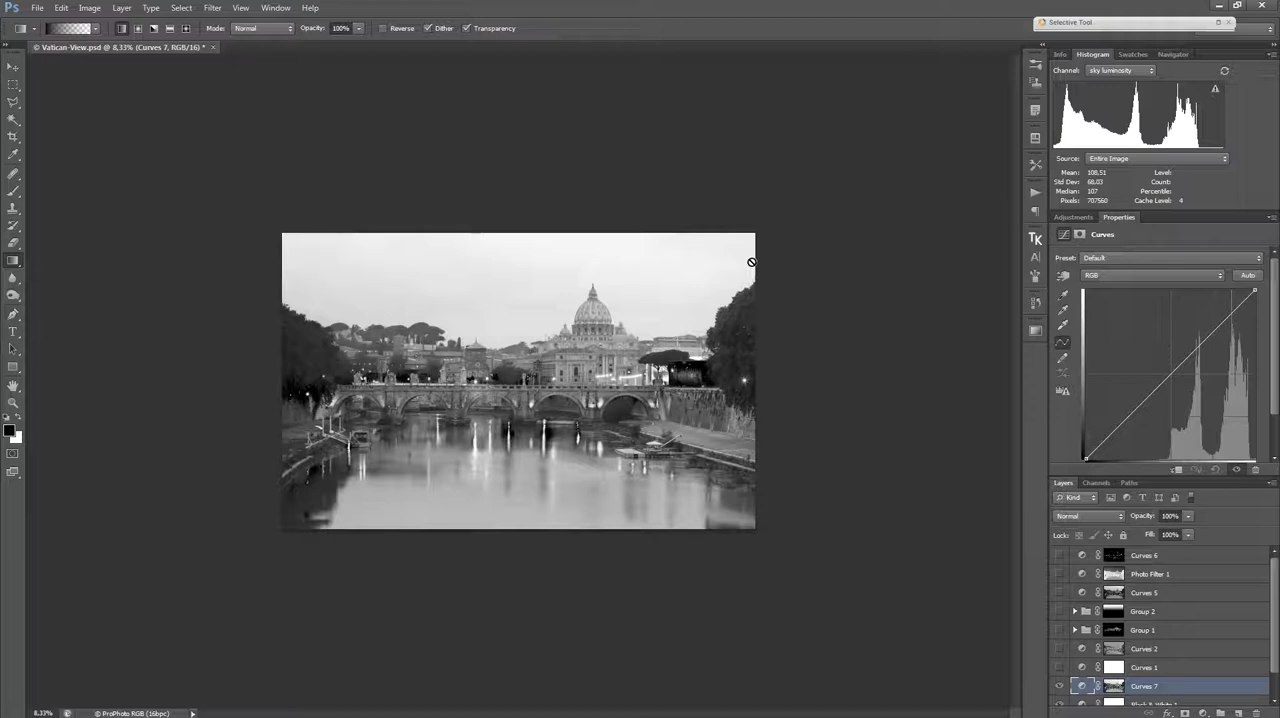 Ps File Edit Image Layer Type Select Filter View Window Help
Mode: Normal Opacity: 100% Reverse Dither Transparency
Selective Tool
© Vatican-View.psd @ 8,33% (Curves 7, RGB/16) *
Info Histogram Swatches Navigator
Channel: sky luminosity
Source: Entire Image
Mean: 108,51 Level:
Std Dev: 68,03 Count:
Median: 107 Percentile:
Pixels: 707560 Cache Level: 4
Adjustments Properties
Curves
TK
Preset: Default
A
RGB Auto
Layers Channels Paths
Kind T
Normal Opacity: 100%
Lock: Fill: 100%
Curves 6
Photo Filter 1
Curves 5
Group 2
Group 1
Curves 2
Curves 1
Curves 7
Black & White 1
8,33% ProPhoto RGB (16bpc)
fx